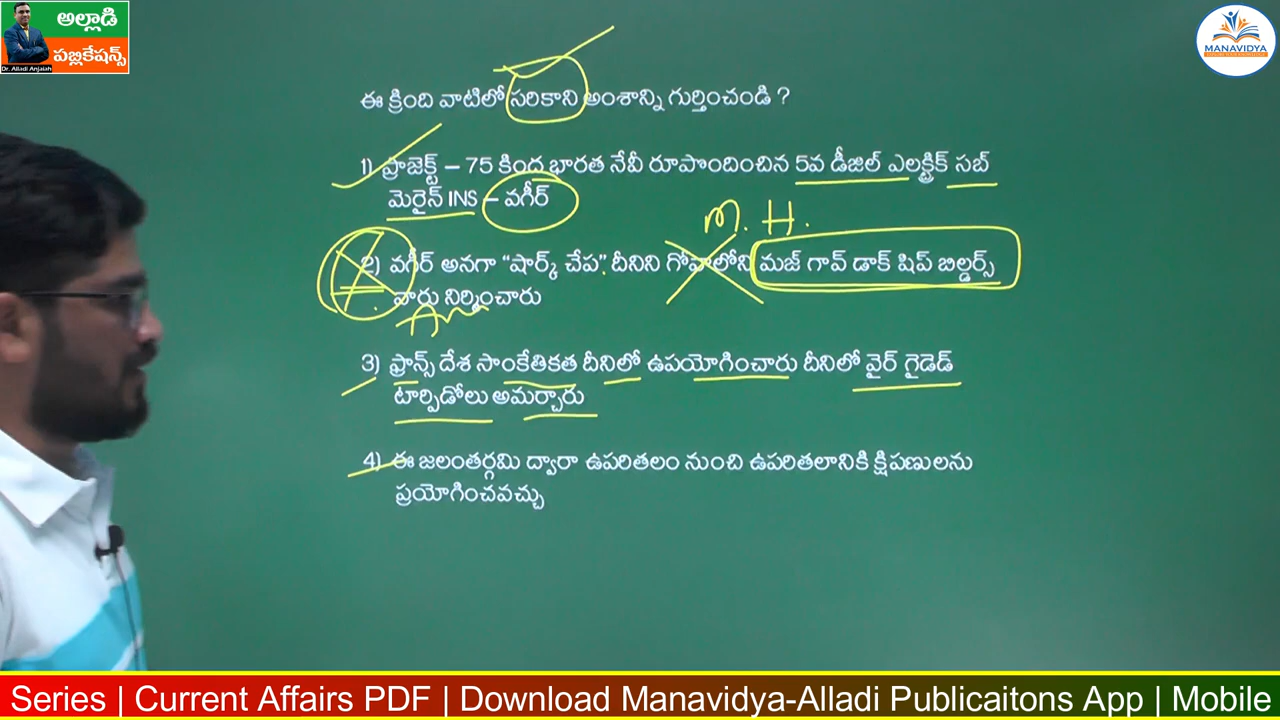 అల్లాడి
పబ్లికేషన్స్
Dr. Alladi Anjaiah
MANAVIDYA
ఈ క్రింది వాటిలో సరికాని అంశాన్ని గుర్తించండి ?
1) ప్రాజెక్ట్ – 75 కింద భారత నేవీ రూపొందించిన 5వ డీజిల్ ఎలక్ట్రిక్ సబ్
మెరైన్ INS – వగీర్
M. H.
2) వగీర్ అనగా "షార్క్ చేప". దీనిని గోవాలోని మజ్ గావ్ డాక్ షిప్ బిల్డర్స్
వారు నిర్మించారు
3) ఫ్రాన్స్ దేశ సాంకేతికత దీనిలో ఉపయోగించారు దీనిలో వైర్ గైడెడ్
టార్పిడోలు అమర్చారు
4) ఈ జలంతర్గమి ద్వారా ఉపరితలం నుంచి ఉపరితలానికి క్షిపణులను
ప్రయోగించవచ్చు
Series | Current Affairs PDF | Download Manavidya-Alladi Publicaitons App | Mobile